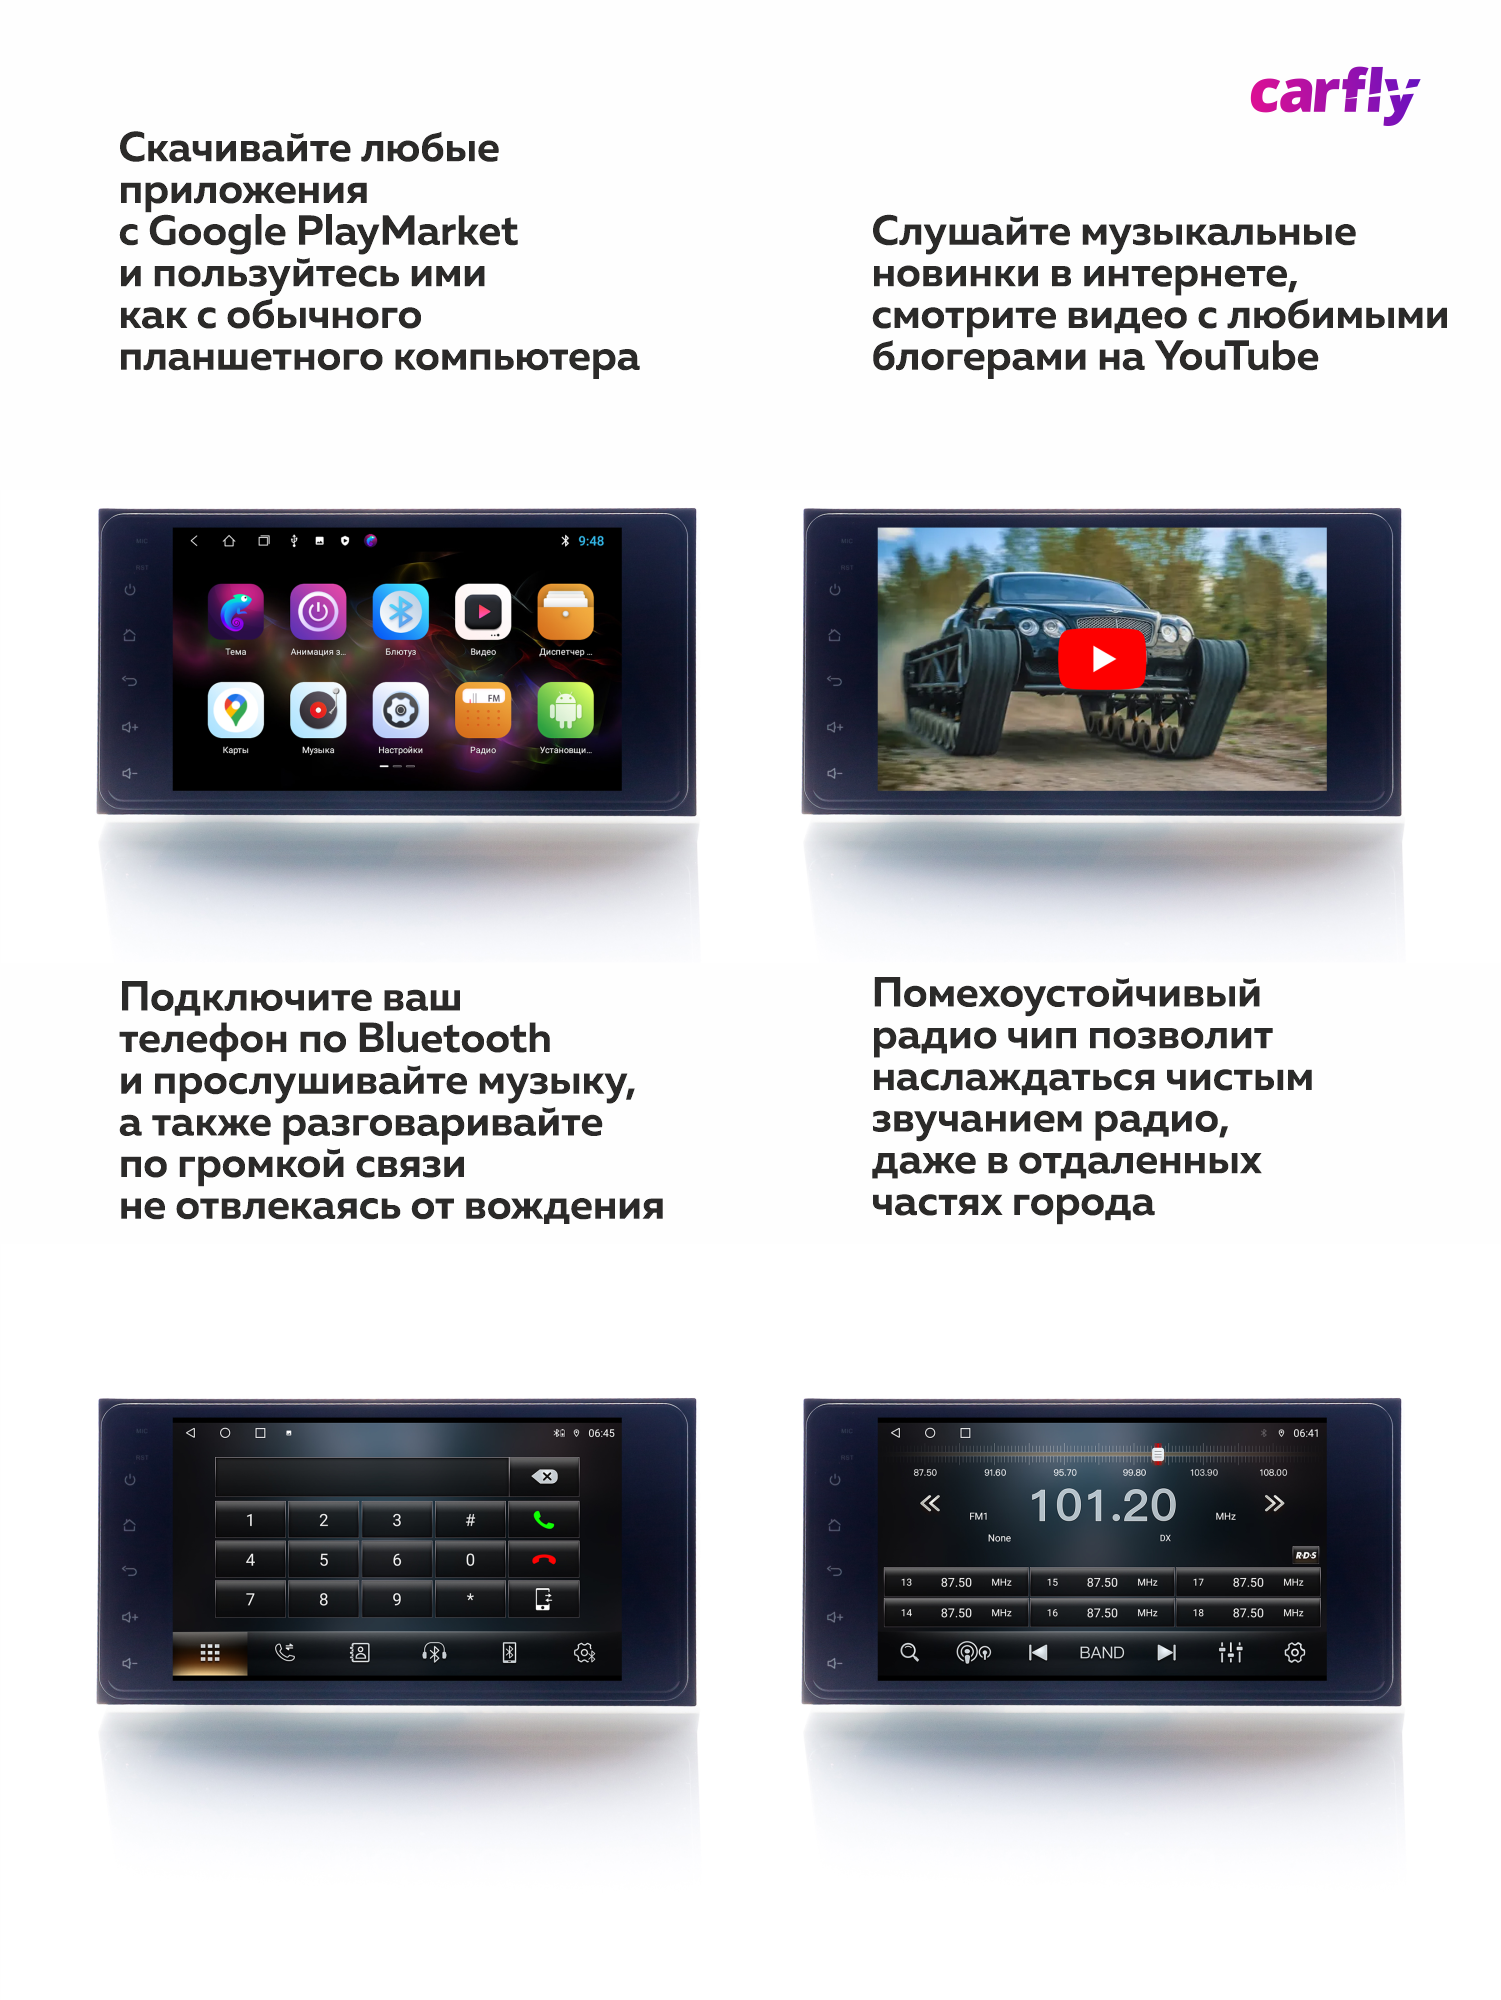 carfly
Скачивайте любые
приложения
с Google PlayMarket
и пользуйтесь ими
как с обычного
планшетного компьютера
Слушайте музыкальные
новинки в интернете,
смотрите видео с любимыми
блогерами на YouTube
MIC
RST
9:48
Тема
Анимация з...
Блютуз
Видео
Диспетчер ...
FM
Карты
Музыка
Настройки
Радио
Установщи...
MIC
RST
Подключите ваш
телефон по Bluetooth
и прослушивайте музыку,
а также разговаривайте
по громкой связи
не отвлекаясь от вождения
Помехоустойчивый
радио чип позволит
наслаждаться чистым
звучанием радио,
даже в отдаленных
частях города
MIC
RST
06:45
1 2 3 #
4 5 6 0
7 8 9 *
MIC
RST
06:41
87.50 91.60 95.70 99.80 103.90 108.00
FM1 101.20 MHz
None DX
R·D·S
13 87.50 MHz 15 87.50 MHz 17 87.50 MHz
14 87.50 MHz 16 87.50 MHz 18 87.50 MHz
BAND